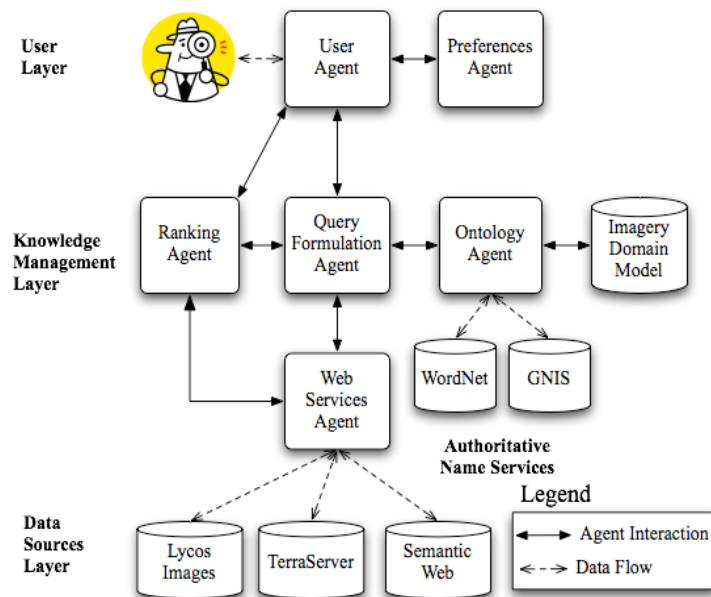 User
Layer
User
Agent
Preferences
Agent
Knowledge
Management
Layer
Ranking
Agent
Query
Formulation
Agent
Ontology
Agent
Imagery
Domain
Model
Web
Services
Agent
WordNet
GNIS
Authoritative
Name Services
Data
Sources
Layer
Lycos
Images
TerraServer
Semantic
Web
Legend
Agent Interaction
Data Flow